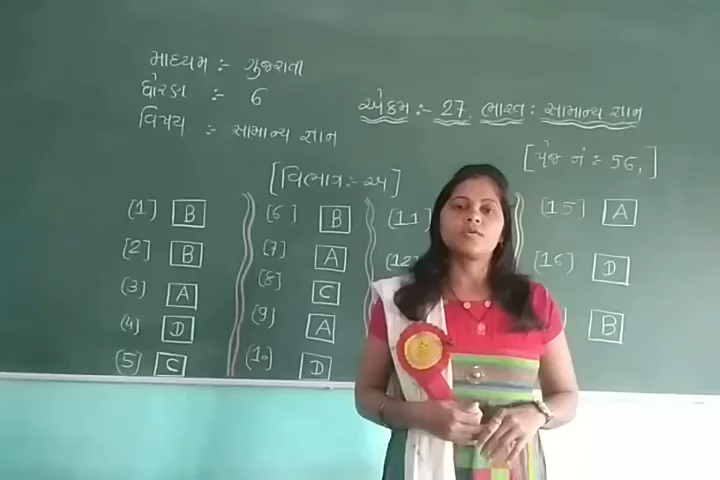 માધ્યમ :- ગુજરાતી
ધોરણ :- 6
વિષય :- સામાન્ય જ્ઞાન
એકમ :- 27. ભારત : સામાન્ય જ્ઞાન
[પેજ નં :- 56,]
[વિભાગ :- અ]
(1) B
(2) B
(3) A
(4) D
(5) C
(6) B
(7) A
(8) C
(9) A
(10) D
(11)
(12)
(15) A
(16) D
B